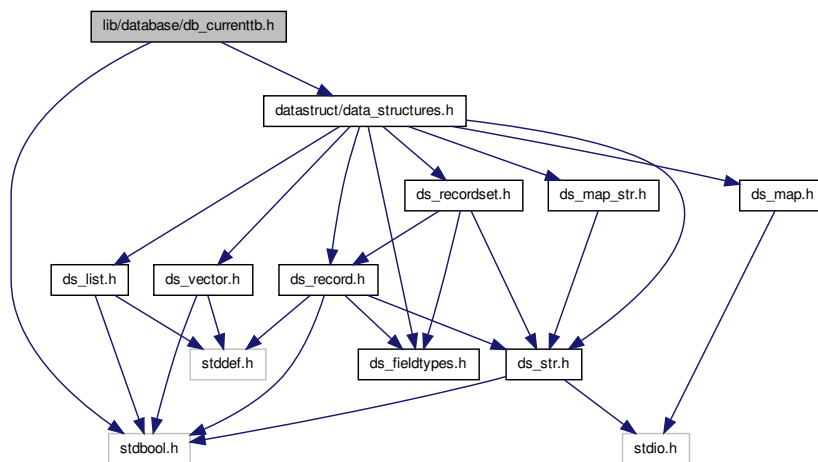 lib/database/db_currenttb.h
datastruct/data_structures.h
ds_recordset.h
ds_map_str.h
ds_map.h
ds_list.h
ds_vector.h
ds_record.h
stddef.h
ds_fieldtypes.h
ds_str.h
stdbool.h
stdio.h